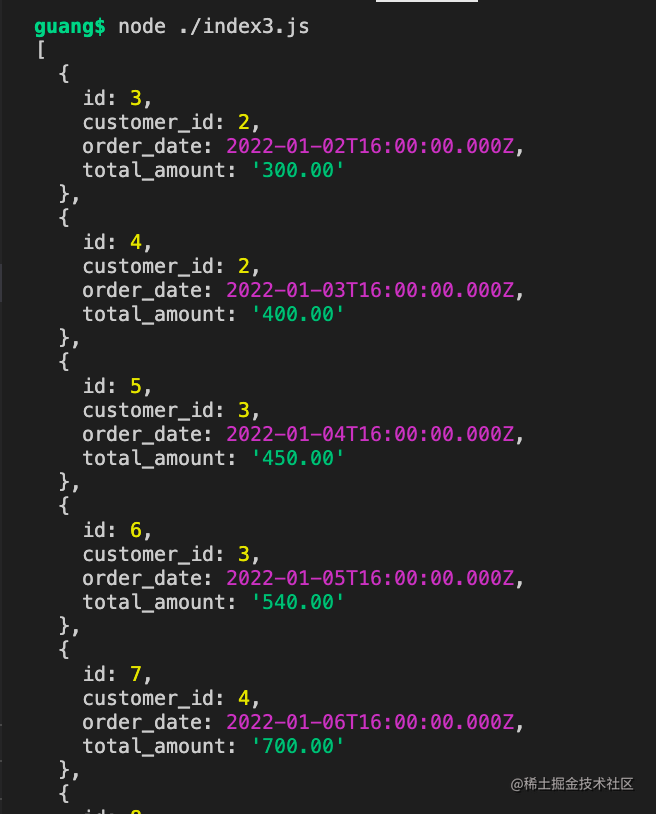 guang$ node ./index3.js
[
  {
    id: 3,
    customer_id: 2,
    order_date: 2022-01-02T16:00:00.000Z,
    total_amount: '300.00'
  },
  {
    id: 4,
    customer_id: 2,
    order_date: 2022-01-03T16:00:00.000Z,
    total_amount: '400.00'
  },
  {
    id: 5,
    customer_id: 3,
    order_date: 2022-01-04T16:00:00.000Z,
    total_amount: '450.00'
  },
  {
    id: 6,
    customer_id: 3,
    order_date: 2022-01-05T16:00:00.000Z,
    total_amount: '540.00'
  },
  {
    id: 7,
    customer_id: 4,
    order_date: 2022-01-06T16:00:00.000Z,
    total_amount: '700.00'
  },
  {
@稀土掘金技术社区